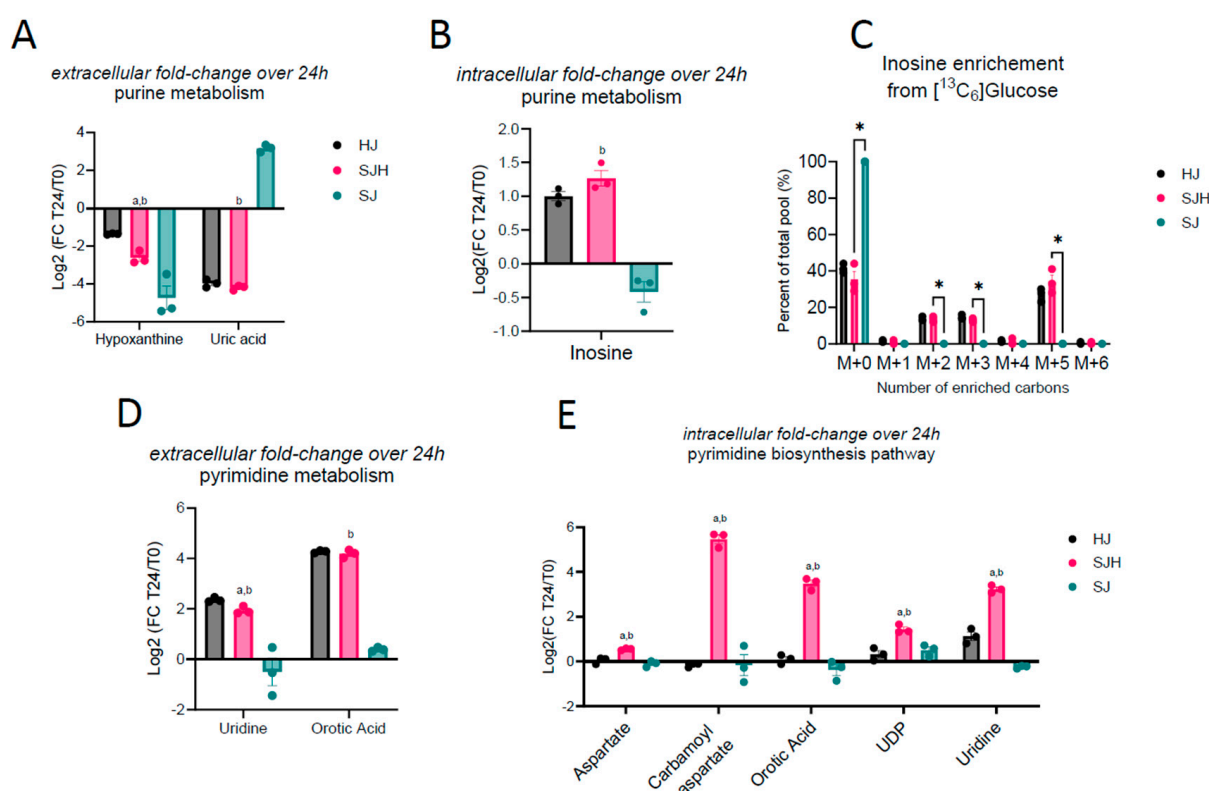 A
extracellular fold-change over 24h
purine metabolism
Log2 (FC T24/T0)
4
2
0
-2
-4
-6
Hypoxanthine
Uric acid
a,b
b
HJ
SJH
SJ
B
intracellular fold-change over 24h
purine metabolism
Log2(FC T24/T0)
2.0
1.5
1.0
0.5
0.0
-0.5
-1.0
b
Inosine
C
Inosine enrichement
from [13C6]Glucose
Percent of total pool (%)
100
80
60
40
20
0
*
*
*
*
M+0 M+1 M+2 M+3 M+4 M+5 M+6
Number of enriched carbons
HJ
SJH
SJ
D
extracellular fold-change over 24h
pyrimidine metabolism
Log2 (FC T24/T0)
6
4
2
0
-2
a,b
b
Uridine
Orotic Acid
E
intracellular fold-change over 24h
pyrimidine biosynthesis pathway
Log2(FC T24/T0)
6
4
2
0
-2
a,b
a,b
a,b
a,b
a,b
Aspartate
Carbamoyl
aspartate
Orotic Acid
UDP
Uridine
HJ
SJH
SJ